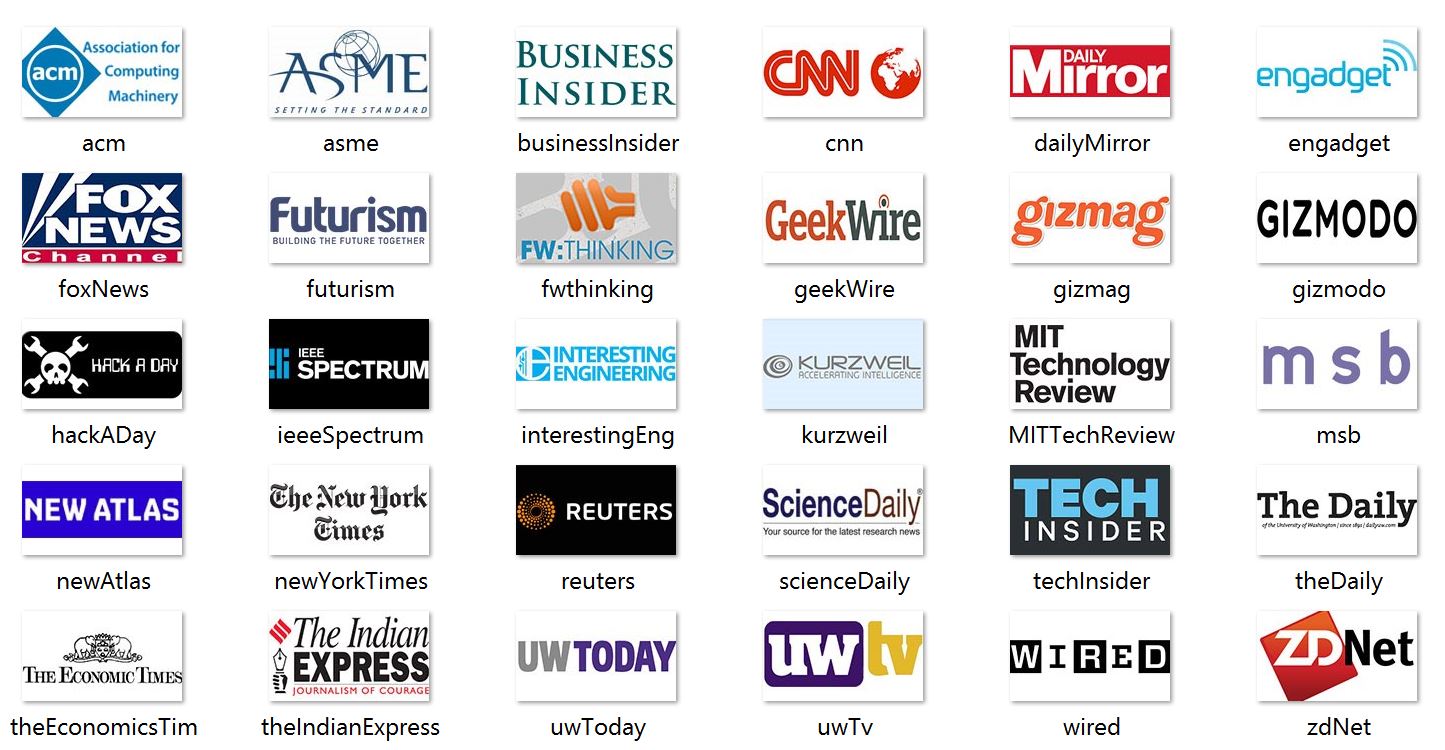 acm Association for
Computing
Machinery
ASME
SETTING THE STANDARD
BUSINESS
INSIDER
CNN
DAILY
Mirror
engadget
acm
asme
businessInsider
cnn
dailyMirror
engadget
FOX
NEWS
Channel
Futurism
BUILDING THE FUTURE TOGETHER
FW:THINKING
GeekWire
gizmag
GIZMODO
foxNews
futurism
fwthinking
geekWire
gizmag
gizmodo
HACK A DAY
IEEE
SPECTRUM
INTERESTING
ENGINEERING
KURZWEIL
ACCELERATING INTELLIGENCE
MIT
Technology
Review
msb
hackADay
ieeeSpectrum
interestingEng
kurzweil
MITTechReview
msb
NEW ATLAS
The New York
Times
REUTERS
ScienceDaily®
Your source for the latest research news
TECH
INSIDER
The Daily
of the University of Washington | since 1891 | dailyuw.com
newAtlas
newYorkTimes
reuters
scienceDaily
techInsider
theDaily
THE ECONOMIC TIMES
The Indian
EXPRESS
JOURNALISM OF COURAGE
UWTODAY
uwtv
WIRED
ZDNet
theEconomicsTim
theIndianExpress
uwToday
uwTv
wired
zdNet